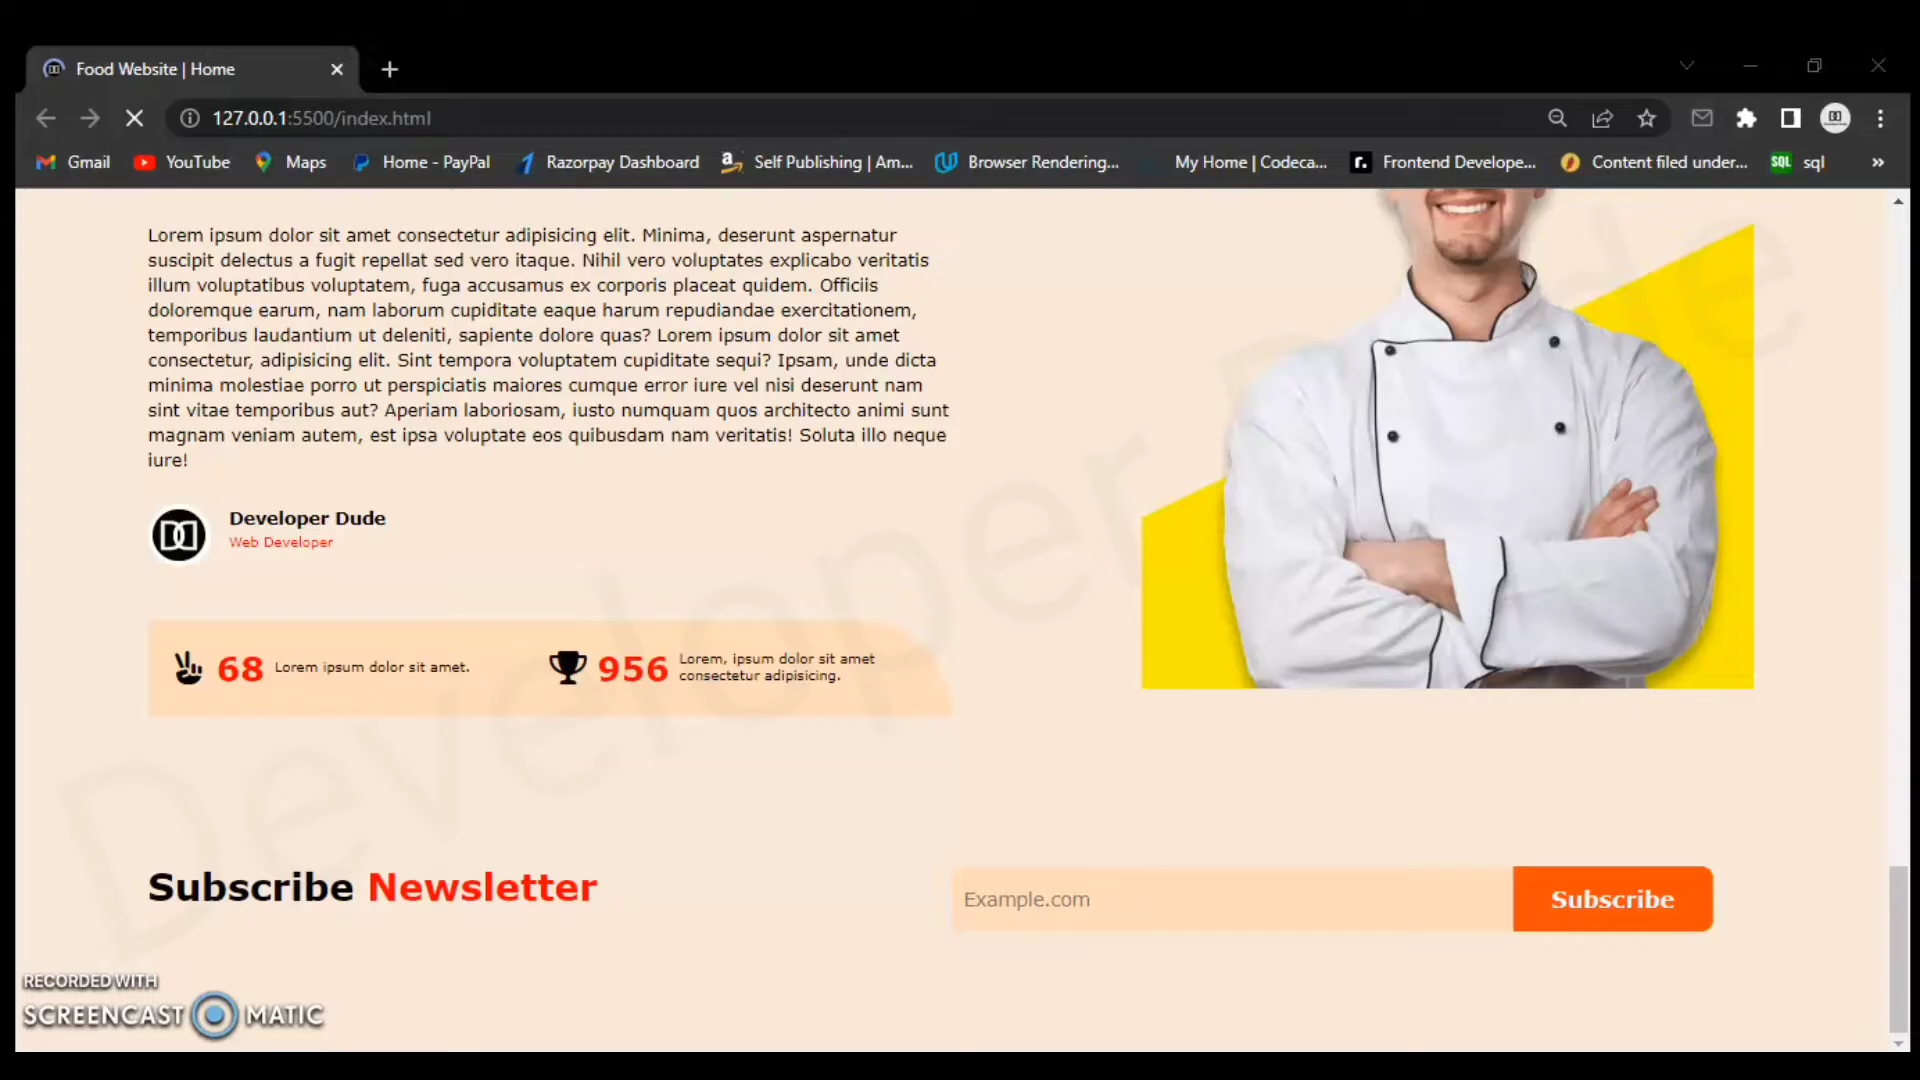 Food Website | Home
127.0.0.1:5500/index.html
Gmail
YouTube
Maps
Home - PayPal
Razorpay Dashboard
Self Publishing | Am...
Browser Rendering...
My Home | Codeca...
Frontend Develope...
Content filed under...
SQL sql
»
Lorem ipsum dolor sit amet consectetur adipisicing elit. Minima, deserunt aspernatur
suscipit delectus a fugit repellat sed vero itaque. Nihil vero voluptates explicabo veritatis
illum voluptatibus voluptatem, fuga accusamus ex corporis placeat quidem. Officiis
doloremque earum, nam laborum cupiditate eaque harum repudiandae exercitationem,
temporibus laudantium ut deleniti, sapiente dolore quas? Lorem ipsum dolor sit amet
consectetur, adipisicing elit. Sint tempora voluptatem cupiditate sequi? Ipsam, unde dicta
minima molestiae porro ut perspiciatis maiores cumque error iure vel nisi deserunt nam
sint vitae temporibus aut? Aperiam laboriosam, iusto numquam quos architecto animi sunt
magnam veniam autem, est ipsa voluptate eos quibusdam nam veritatis! Soluta illo neque
iure!
Developer Dude
Web Developer
68 Lorem ipsum dolor sit amet.
956 Lorem, ipsum dolor sit amet
consectetur adipisicing.
Subscribe Newsletter
Example.com
Subscribe
Developer Dude
RECORDED WITH
SCREENCAST MATIC